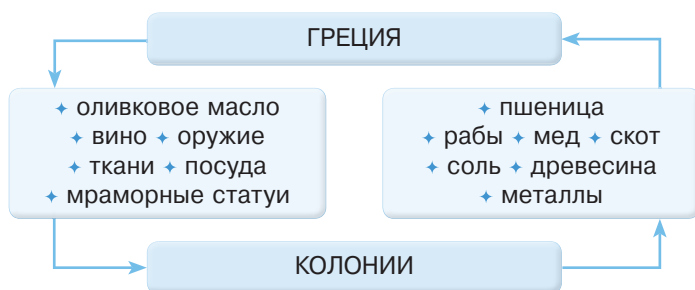 ГРЕЦИЯ
✦ оливковое масло
✦ вино ✦ оружие
✦ ткани ✦ посуда
✦ мраморные статуи
✦ пшеница
✦ рабы ✦ мед ✦ скот
✦ соль ✦ древесина
✦ металлы
КОЛОНИИ